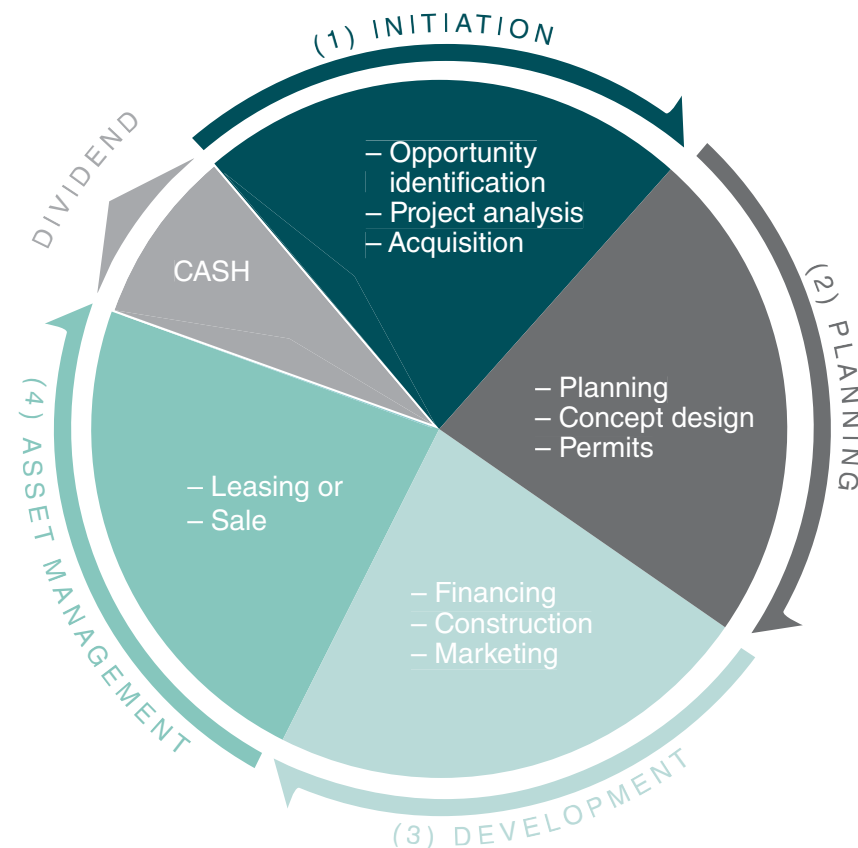 (1) INITIATION
– Opportunity
identification
– Project analysis
– Acquisition
(2) PLANNING
– Planning
– Concept design
– Permits
(3) DEVELOPMENT
– Financing
– Construction
– Marketing
(4) ASSET MANAGEMENT
– Leasing or
– Sale
DIVIDEND
CASH